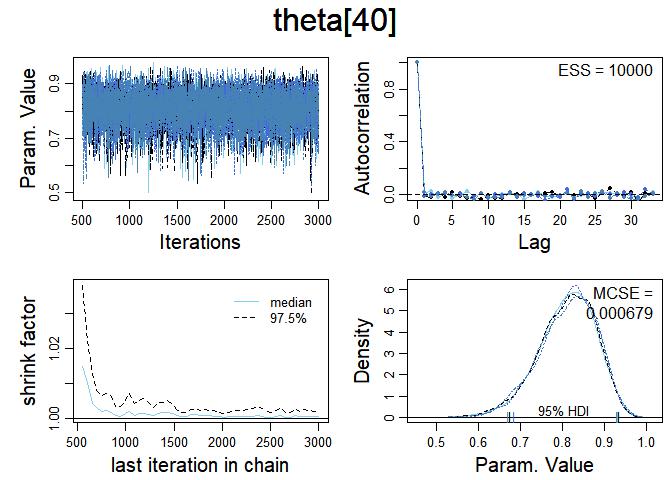 theta[40]
Param. Value
0.5 0.7 0.9
500 1000 1500 2000 2500 3000
Iterations
Autocorrelation
0.0 0.4 0.8
ESS = 10000
0 5 10 15 20 25 30
Lag
shrink factor
1.00 1.02
median
97.5%
500 1000 1500 2000 2500 3000
last iteration in chain
Density
0 1 2 3 4 5 6
MCSE =
0.000679
95% HDI
0.5 0.6 0.7 0.8 0.9 1.0
Param. Value